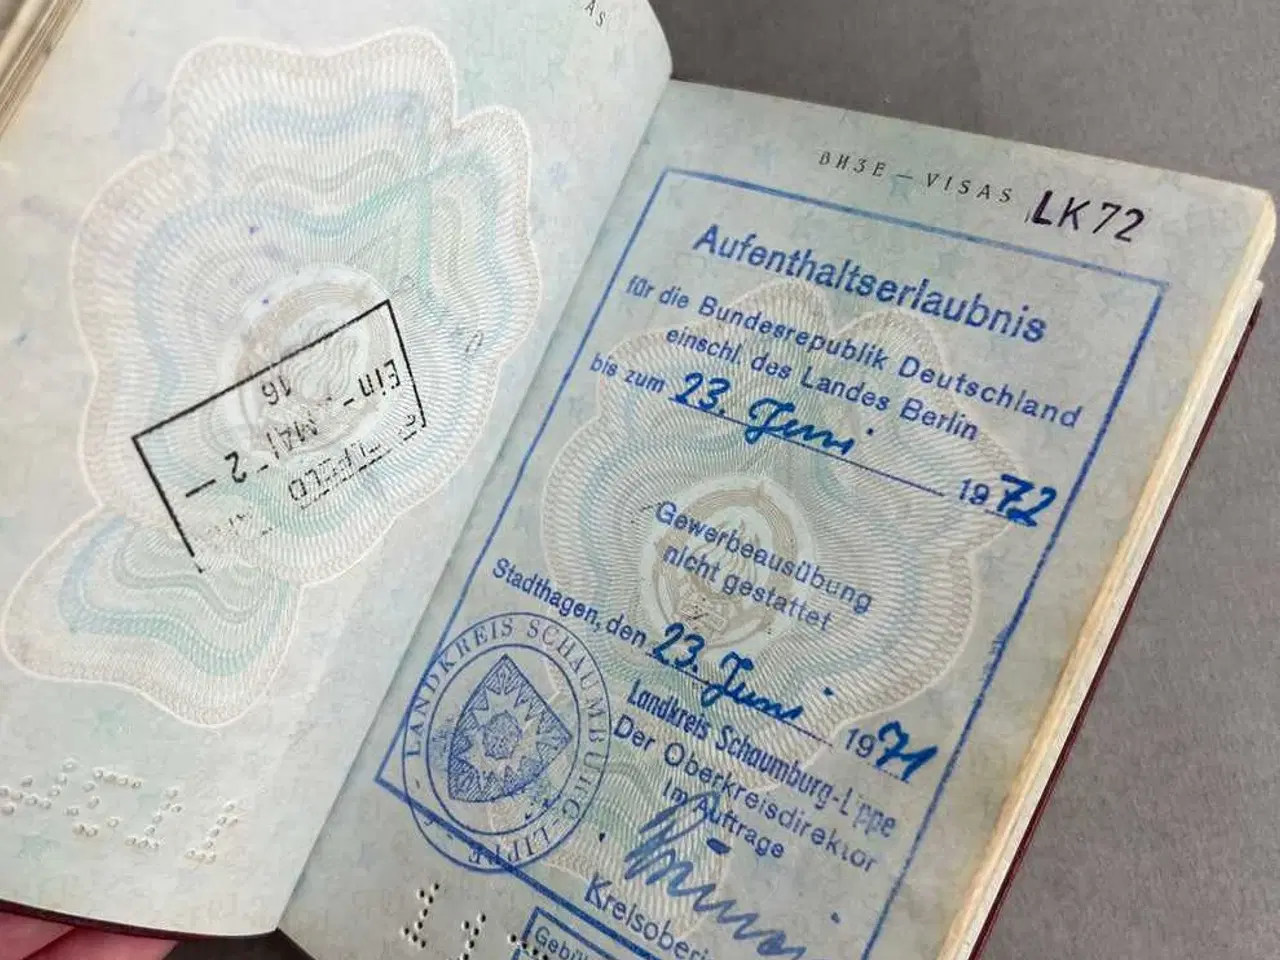 Ein-
16
MAI
2
ВИЗЕ — VISAS
LK 72
Aufenthaltserlaubnis
für die Bundesrepublik Deutschland
einschl. des Landes Berlin
bis zum 23. Juni 1972
Gewerbeausübung
nicht gestattet
Stadthagen, den 23. Juni 1971
LANDKREIS SCHAUMBURG-LIPPE
Landkreis Schaumburg-Lippe
Der Oberkreisdirektor
Im Auftrage